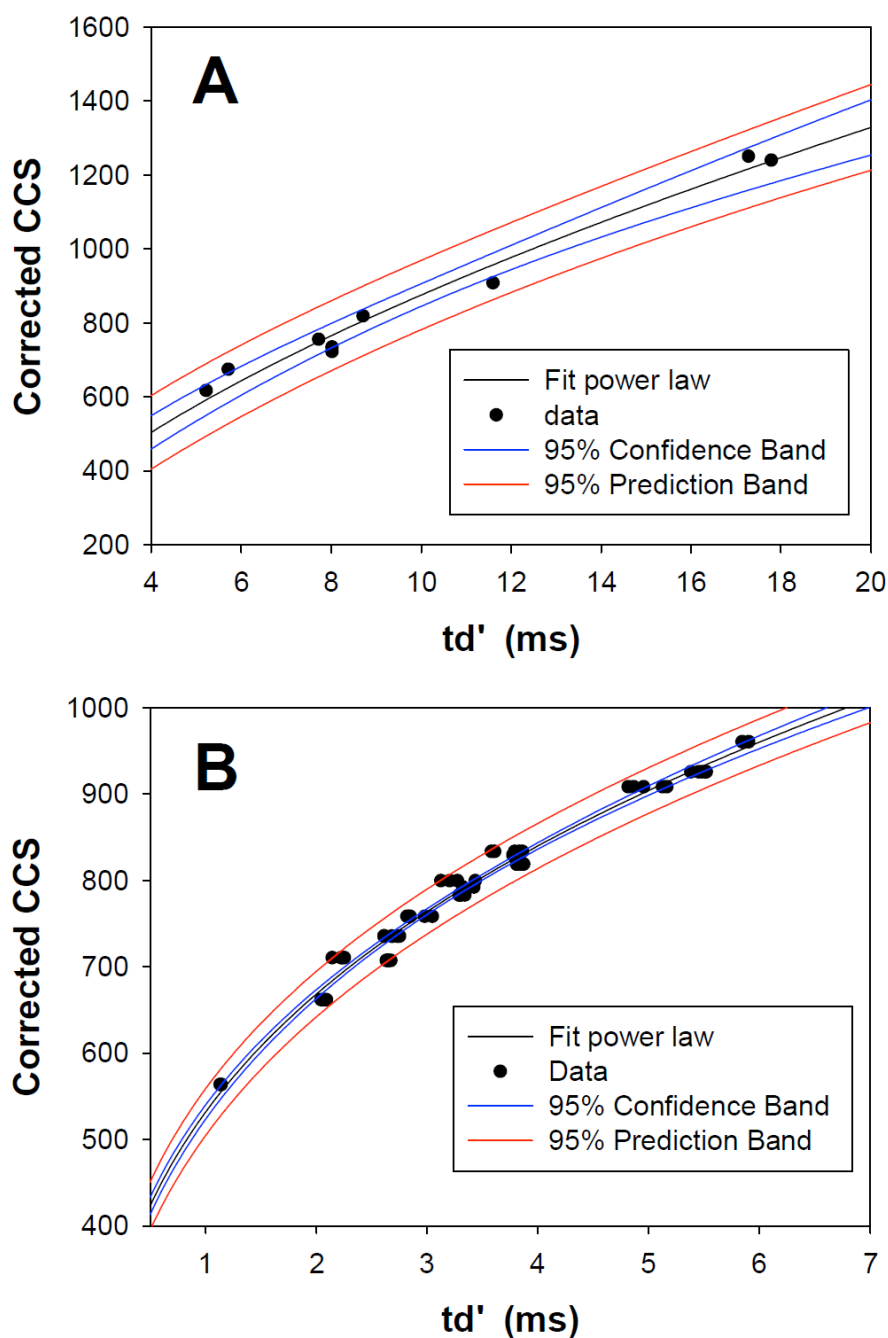 A
Corrected CCS
1600
1400
1200
1000
800
600
400
200
4 6 8 10 12 14 16 18 20
td' (ms)
Fit power law
data
95% Confidence Band
95% Prediction Band
B
Corrected CCS
1000
900
800
700
600
500
400
1 2 3 4 5 6 7
td' (ms)
Fit power law
Data
95% Confidence Band
95% Prediction Band